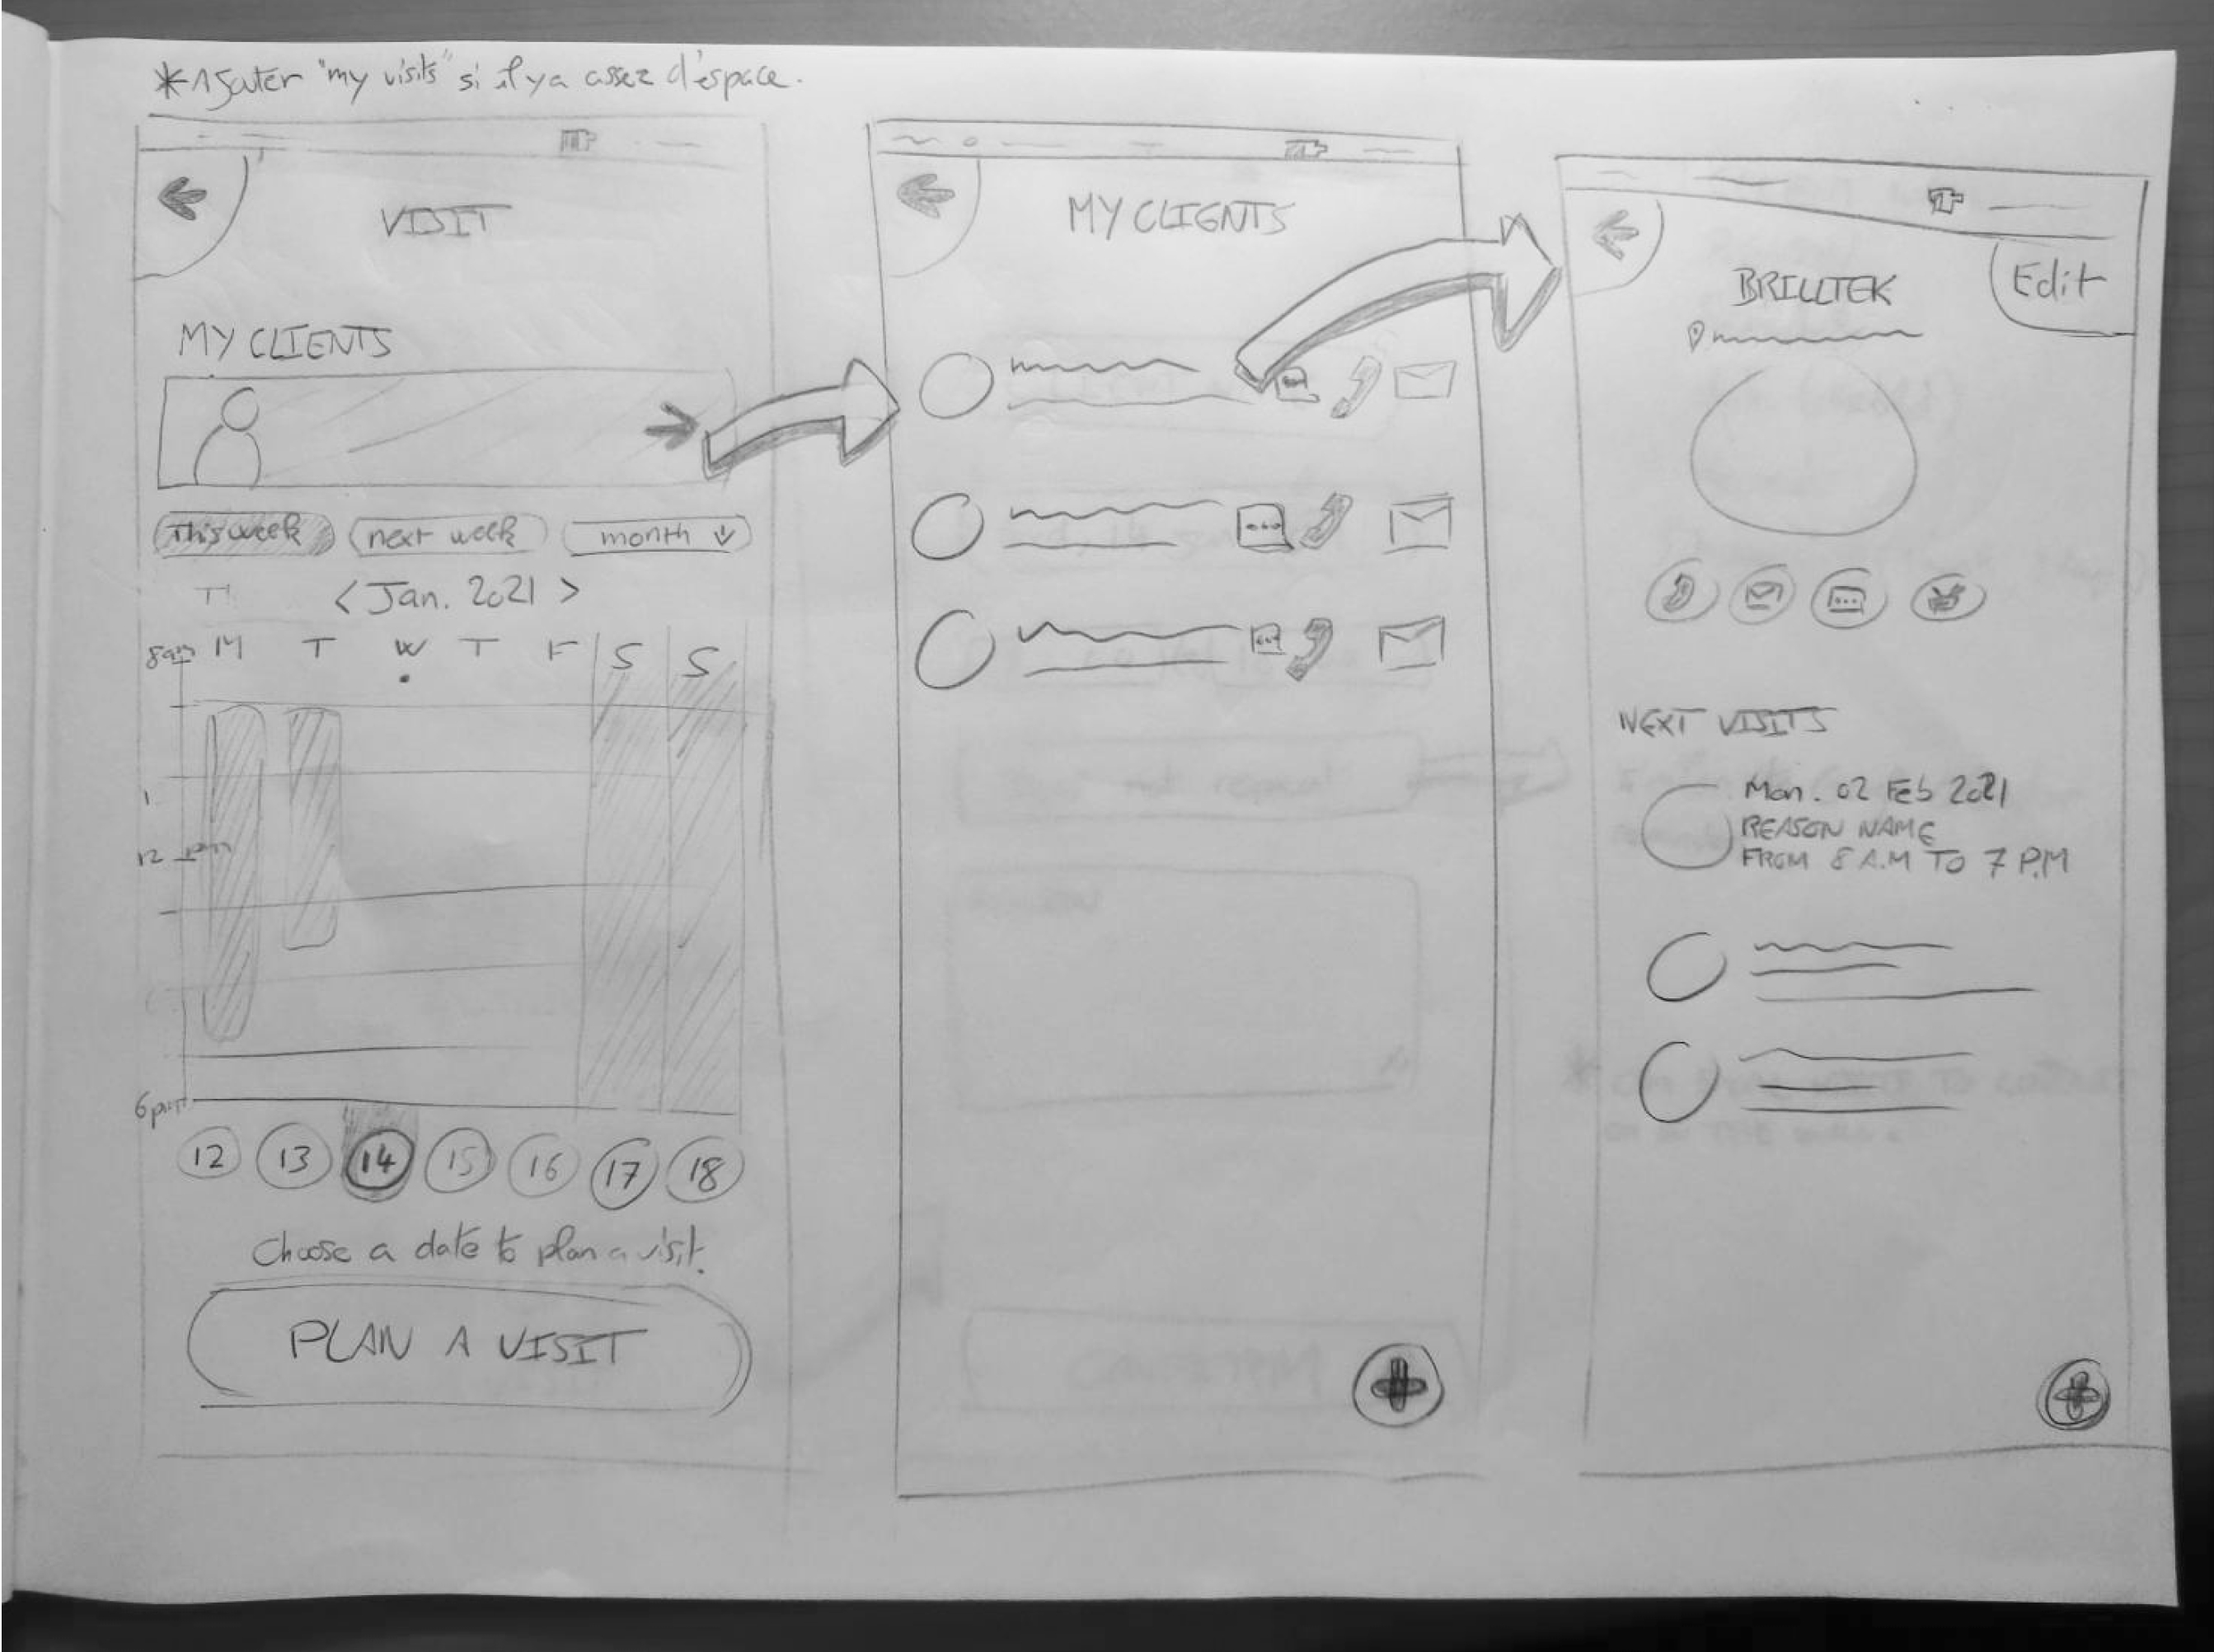 *Ajouter "my visits" si il y a assez d'espace.
VISIT
MY CLIENTS
This week
next week
month
< Jan. 2021 >
8am M T W T F S S
1
12 pm
6pm
12 13 14 15 16 17 18
Choose a date to plan a visit.
PLAN A VISIT
MY CLIENTS
BRILLTEK
Edit
NEXT VISITS
Mon. 02 Feb 2021
REASON NAME
FROM 8 A.M TO 7 P.M